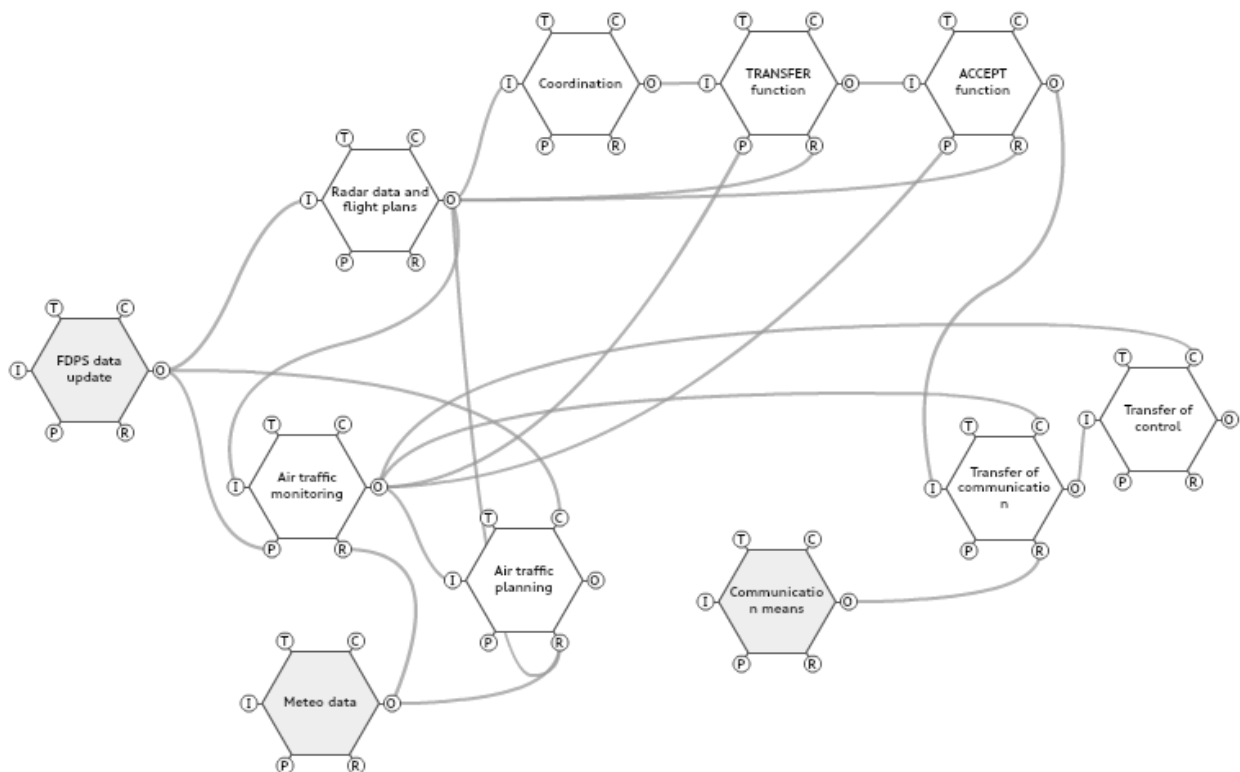 T C T C T C
I Coordination O I TRANSFER function O I ACCEPT function O
P R P R P R
T C
I Radar data and
flight plans O
P R
T C
I FDPS data
update O
P R
T C
I Air traffic
monitoring O
P R
T C
I Transfer of
control O
P R
T C
I Transfer of
communicatio
n O
P R
T C
I Air traffic
planning O
P R
T C
I Communicatio
n means O
P R
T C
I Meteo data O
P R